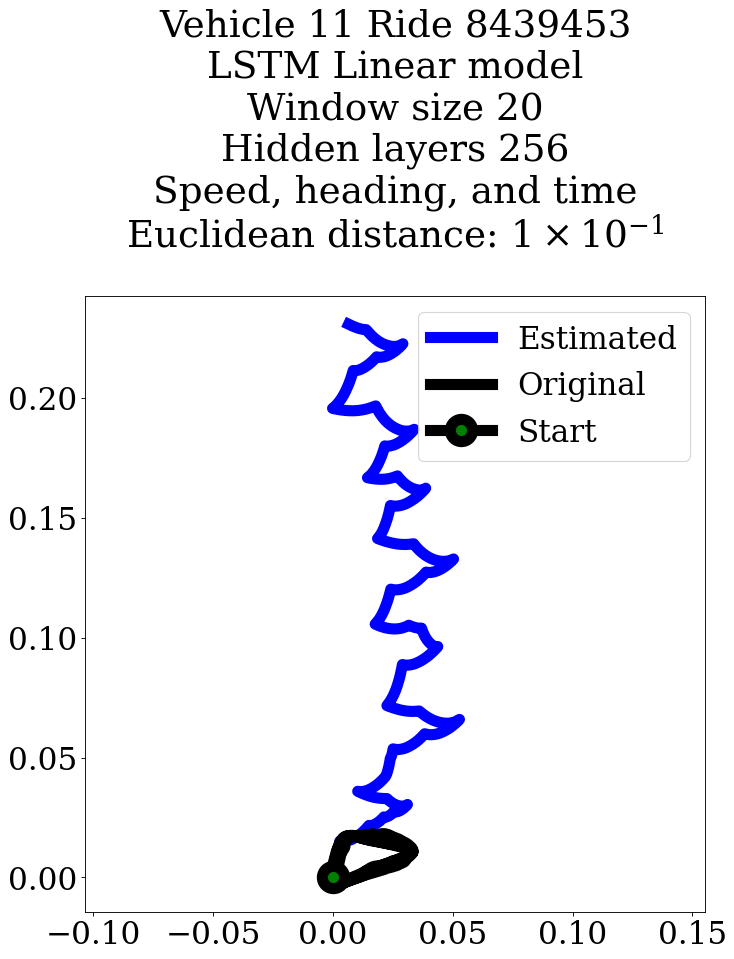 Vehicle 11 Ride 8439453
LSTM Linear model
Window size 20
Hidden layers 256
Speed, heading, and time
Euclidean distance: 1 × 10⁻¹
Estimated
Original
Start
0.20
0.15
0.10
0.05
0.00
−0.10 −0.05 0.00 0.05 0.10 0.15